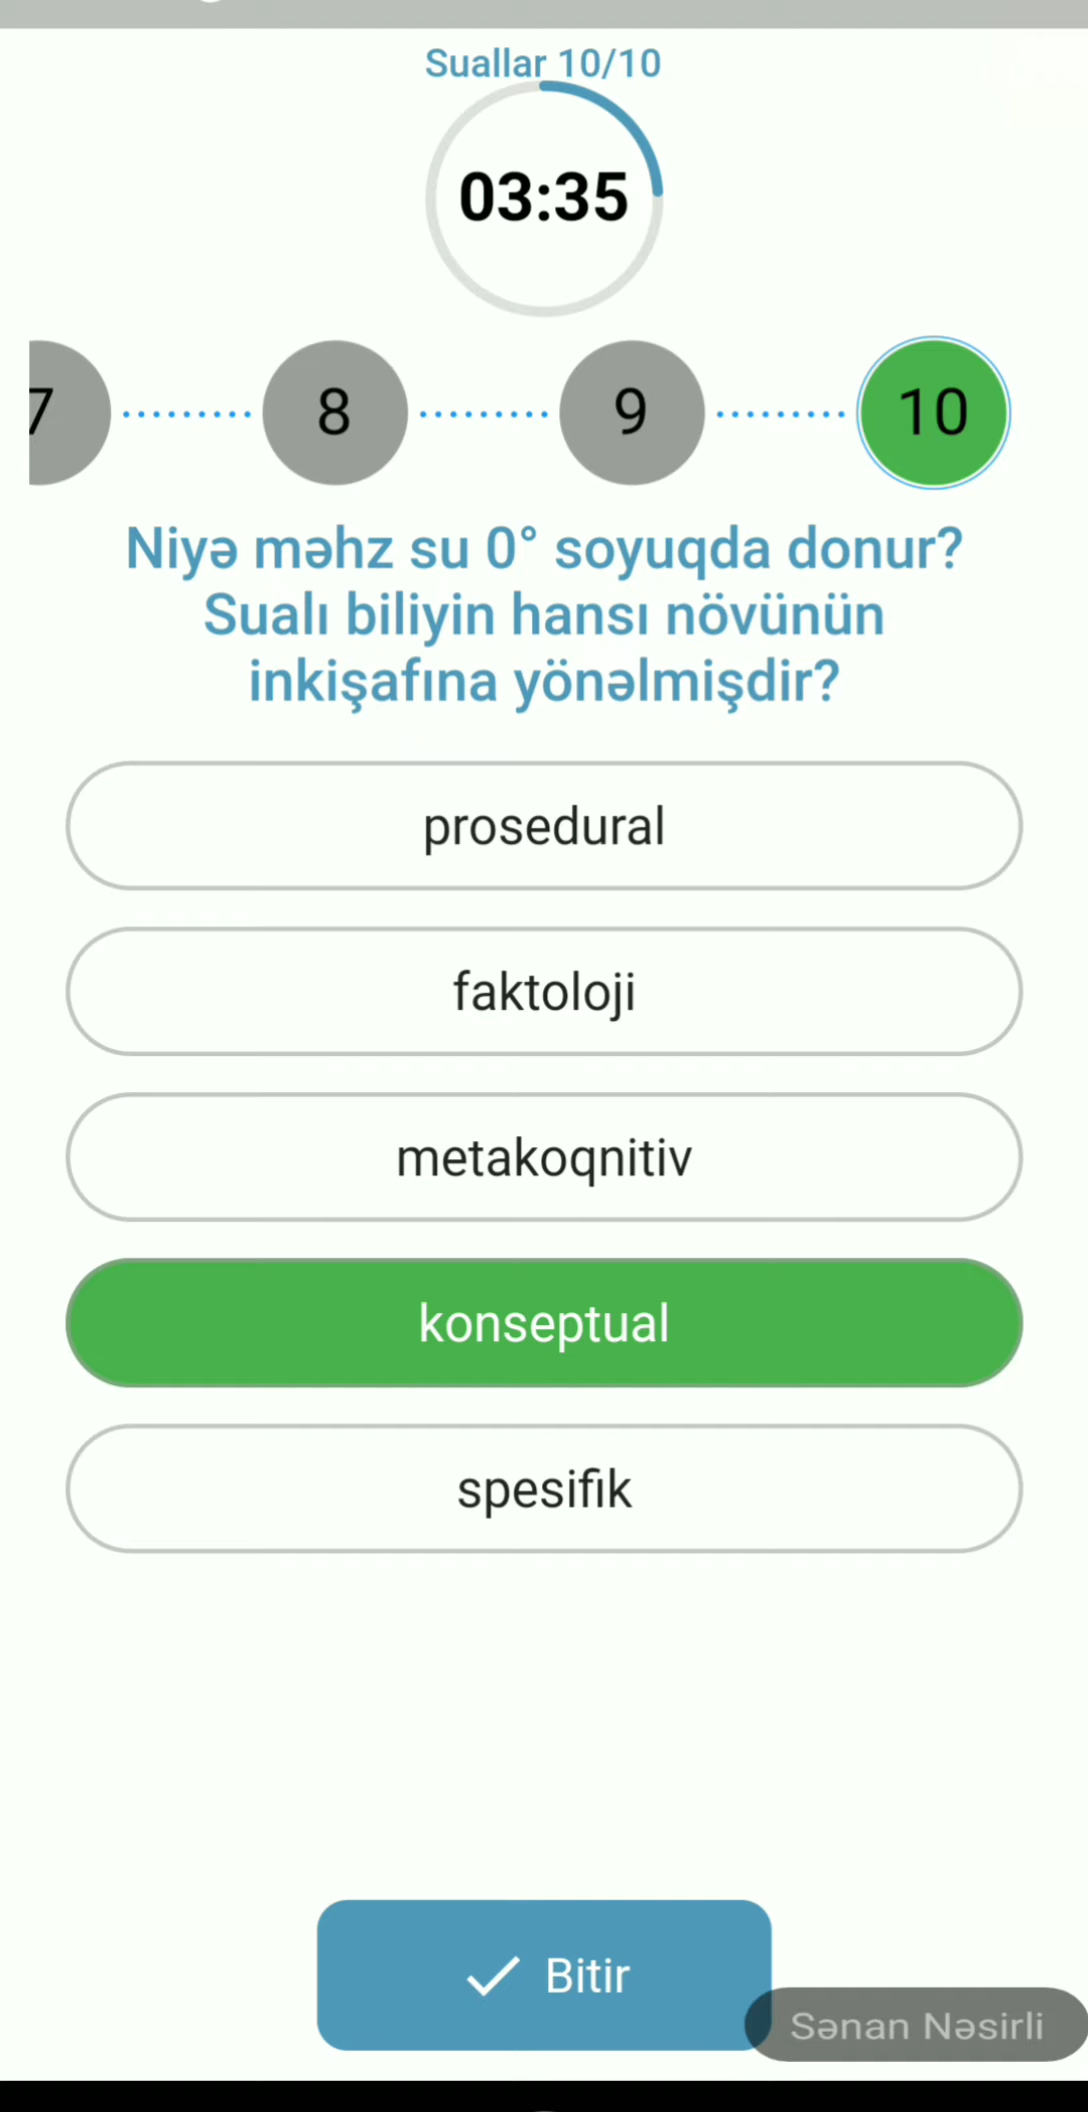 Suallar 10/10
03:35
7
8
9
10
Niyə məhz su 0° soyuqda donur?
Sualı biliyin hansı növünün
inkişafına yönəlmişdir?
prosedural
faktoloji
metakoqnitiv
konseptual
spesifik
Bitir
Sənan Nəsirli